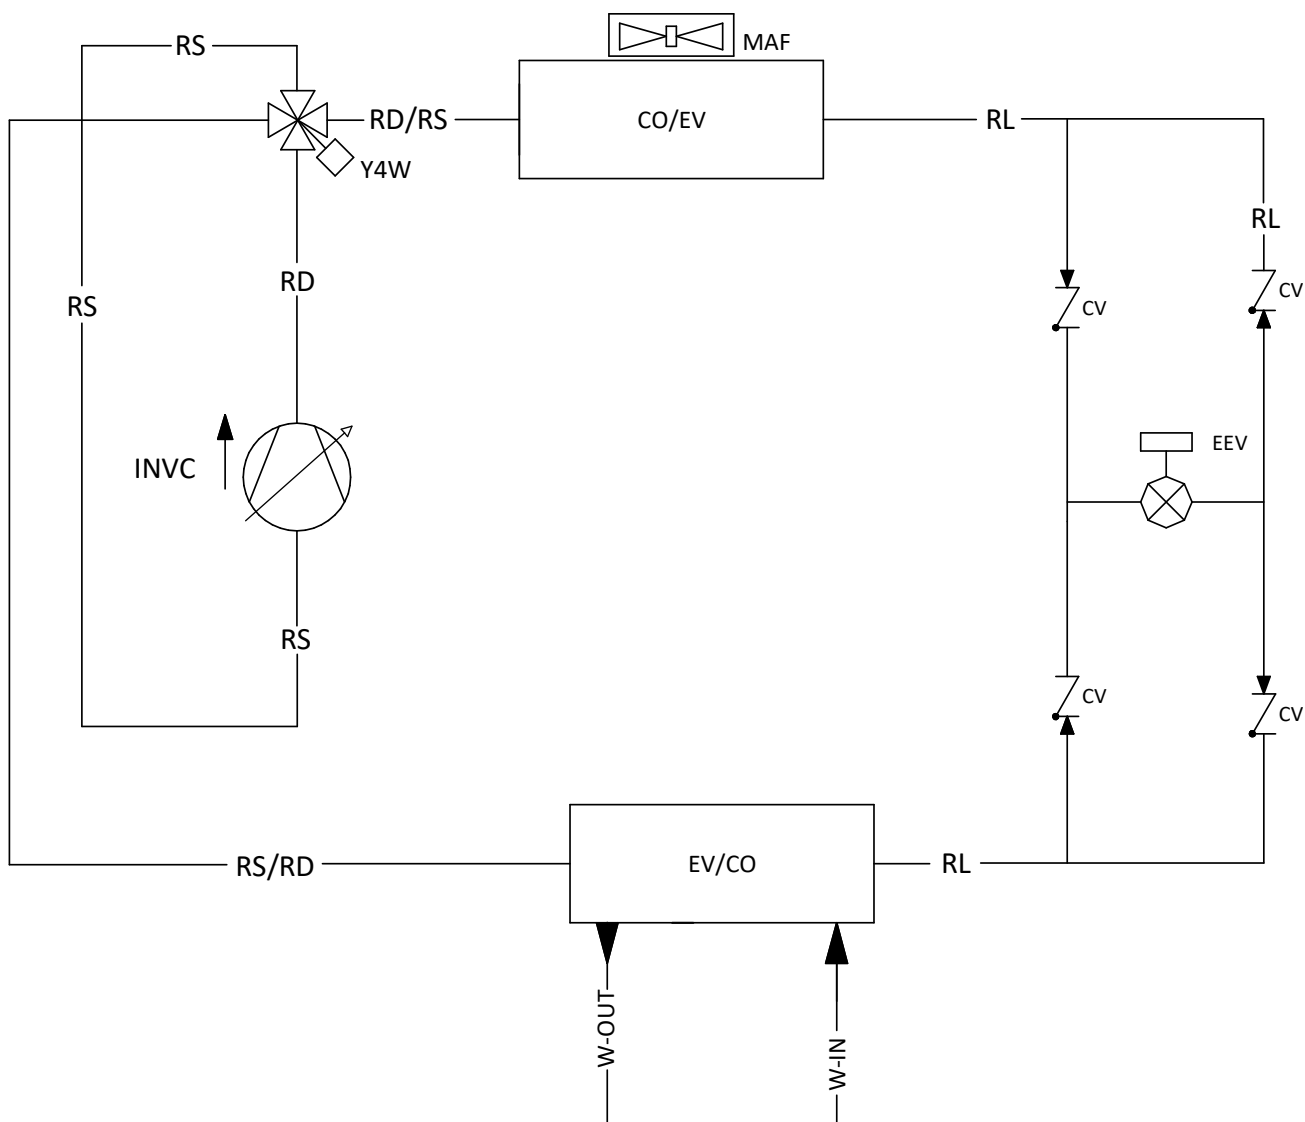 RS
MAF
RD/RS
CO/EV
RL
Y4W
RL
RD
CV
CV
RS
EEV
INVC
RS
CV
CV
RS/RD
EV/CO
RL
W-OUT
W-IN